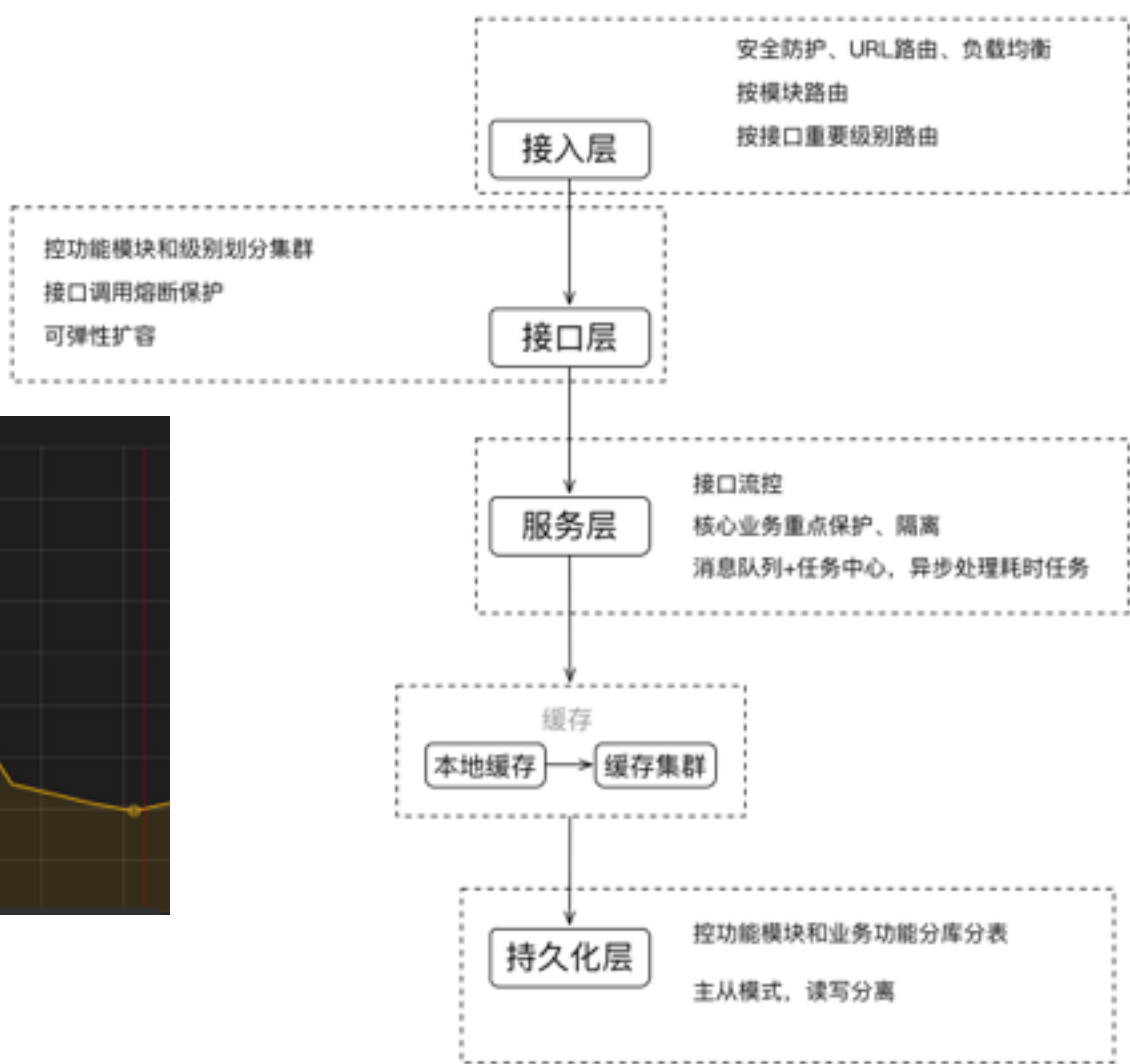 安全防护、URL路由、负载均衡
按模块路由
按接口重要级别路由
接入层
控功能模块和级别划分集群
接口调用熔断保护
可弹性扩容
接口层
接口流控
核心业务重点保护、隔离
消息队列+任务中心，异步处理耗时任务
服务层
缓存
本地缓存
缓存集群
控功能模块和业务功能分库分表
主从模式，读写分离
持久化层